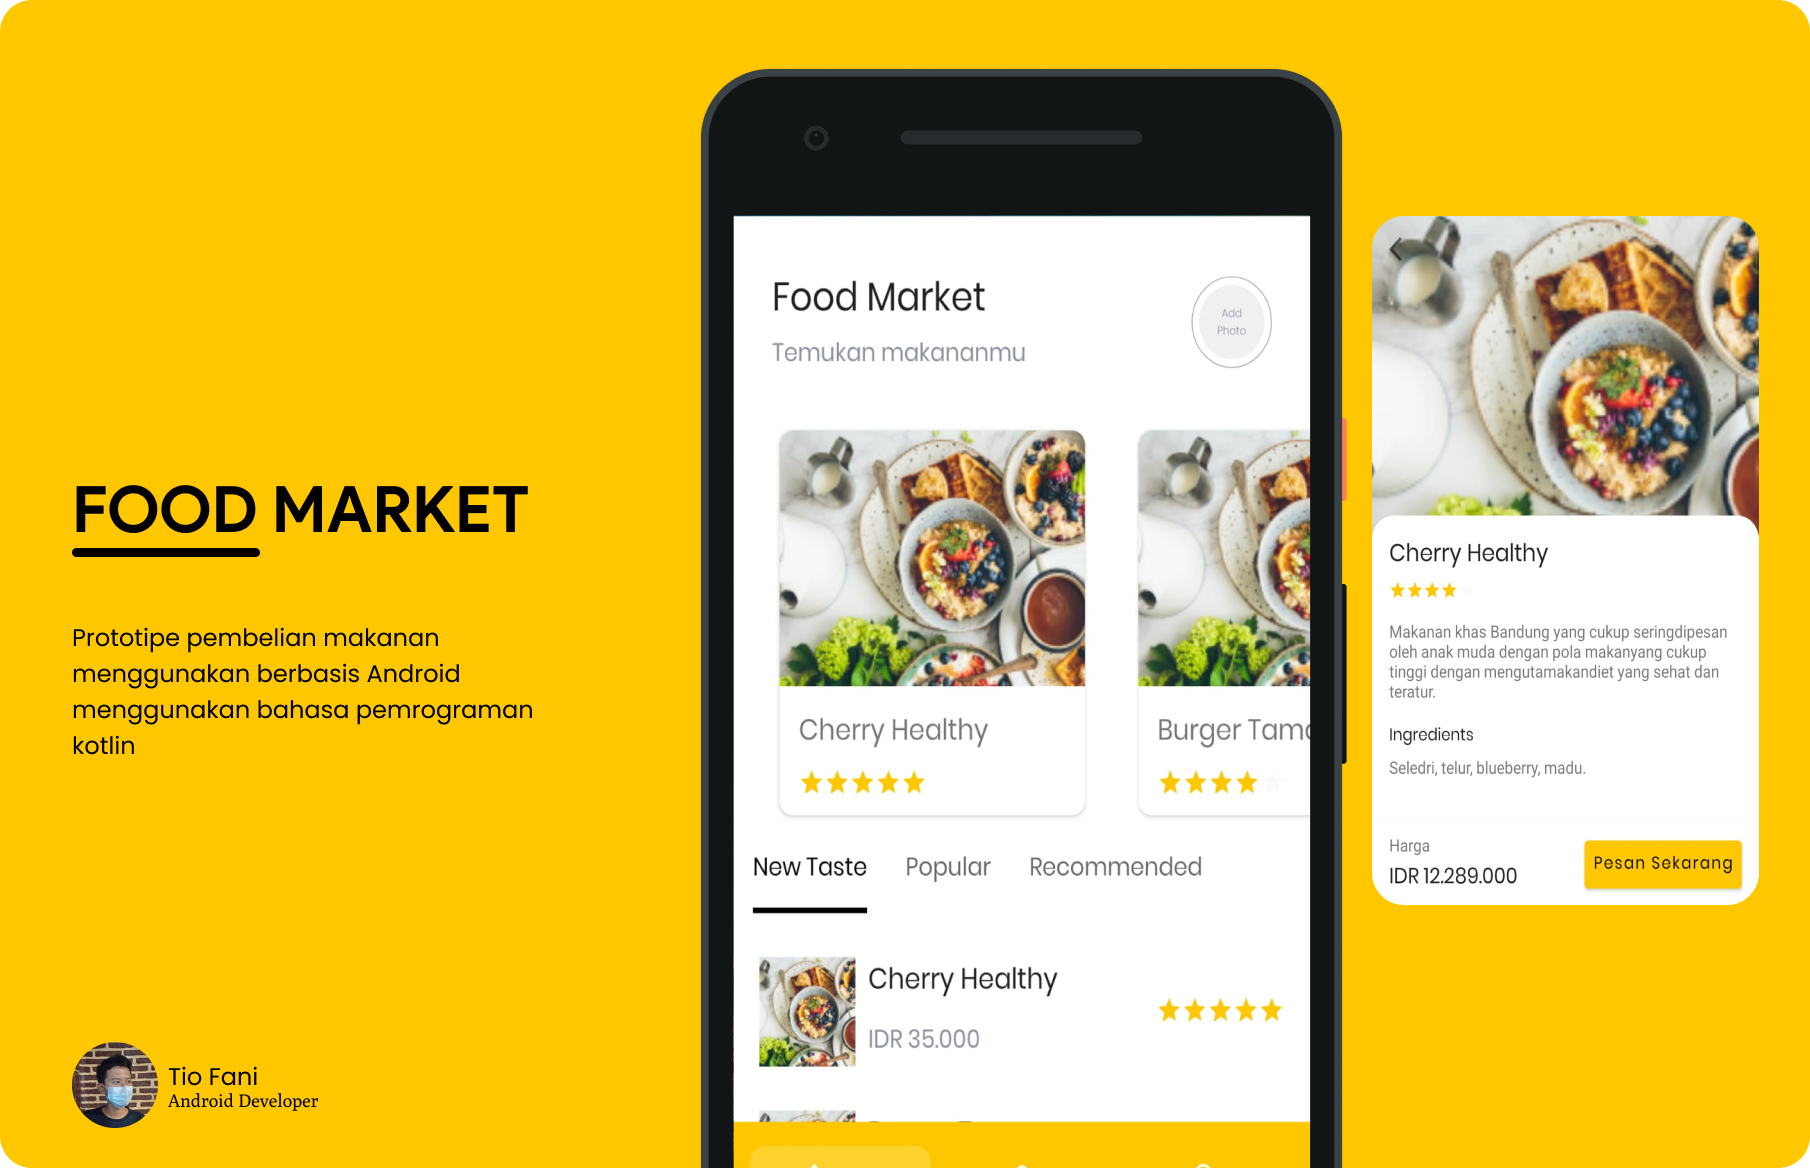 FOOD MARKET
Prototipe pembelian makanan
menggunakan berbasis Android
menggunakan bahasa pemrograman
kotlin
Tio Fani
Android Developer
Food Market
Temukan makananmu
Add
Photo
Cherry Healthy
Burger
New Taste Popular Recommended
Cherry Healthy
IDR 35.000
Cherry Healthy
Makanan khas Bandung yang cukup seringdipesan
oleh anak muda dengan pola makanyang cukup
tinggi dengan mengutamakandiet yang sehat dan
teratur.
Ingredients
Seledri, telur, blueberry, madu.
Harga
IDR 12.289.000
Pesan Sekarang